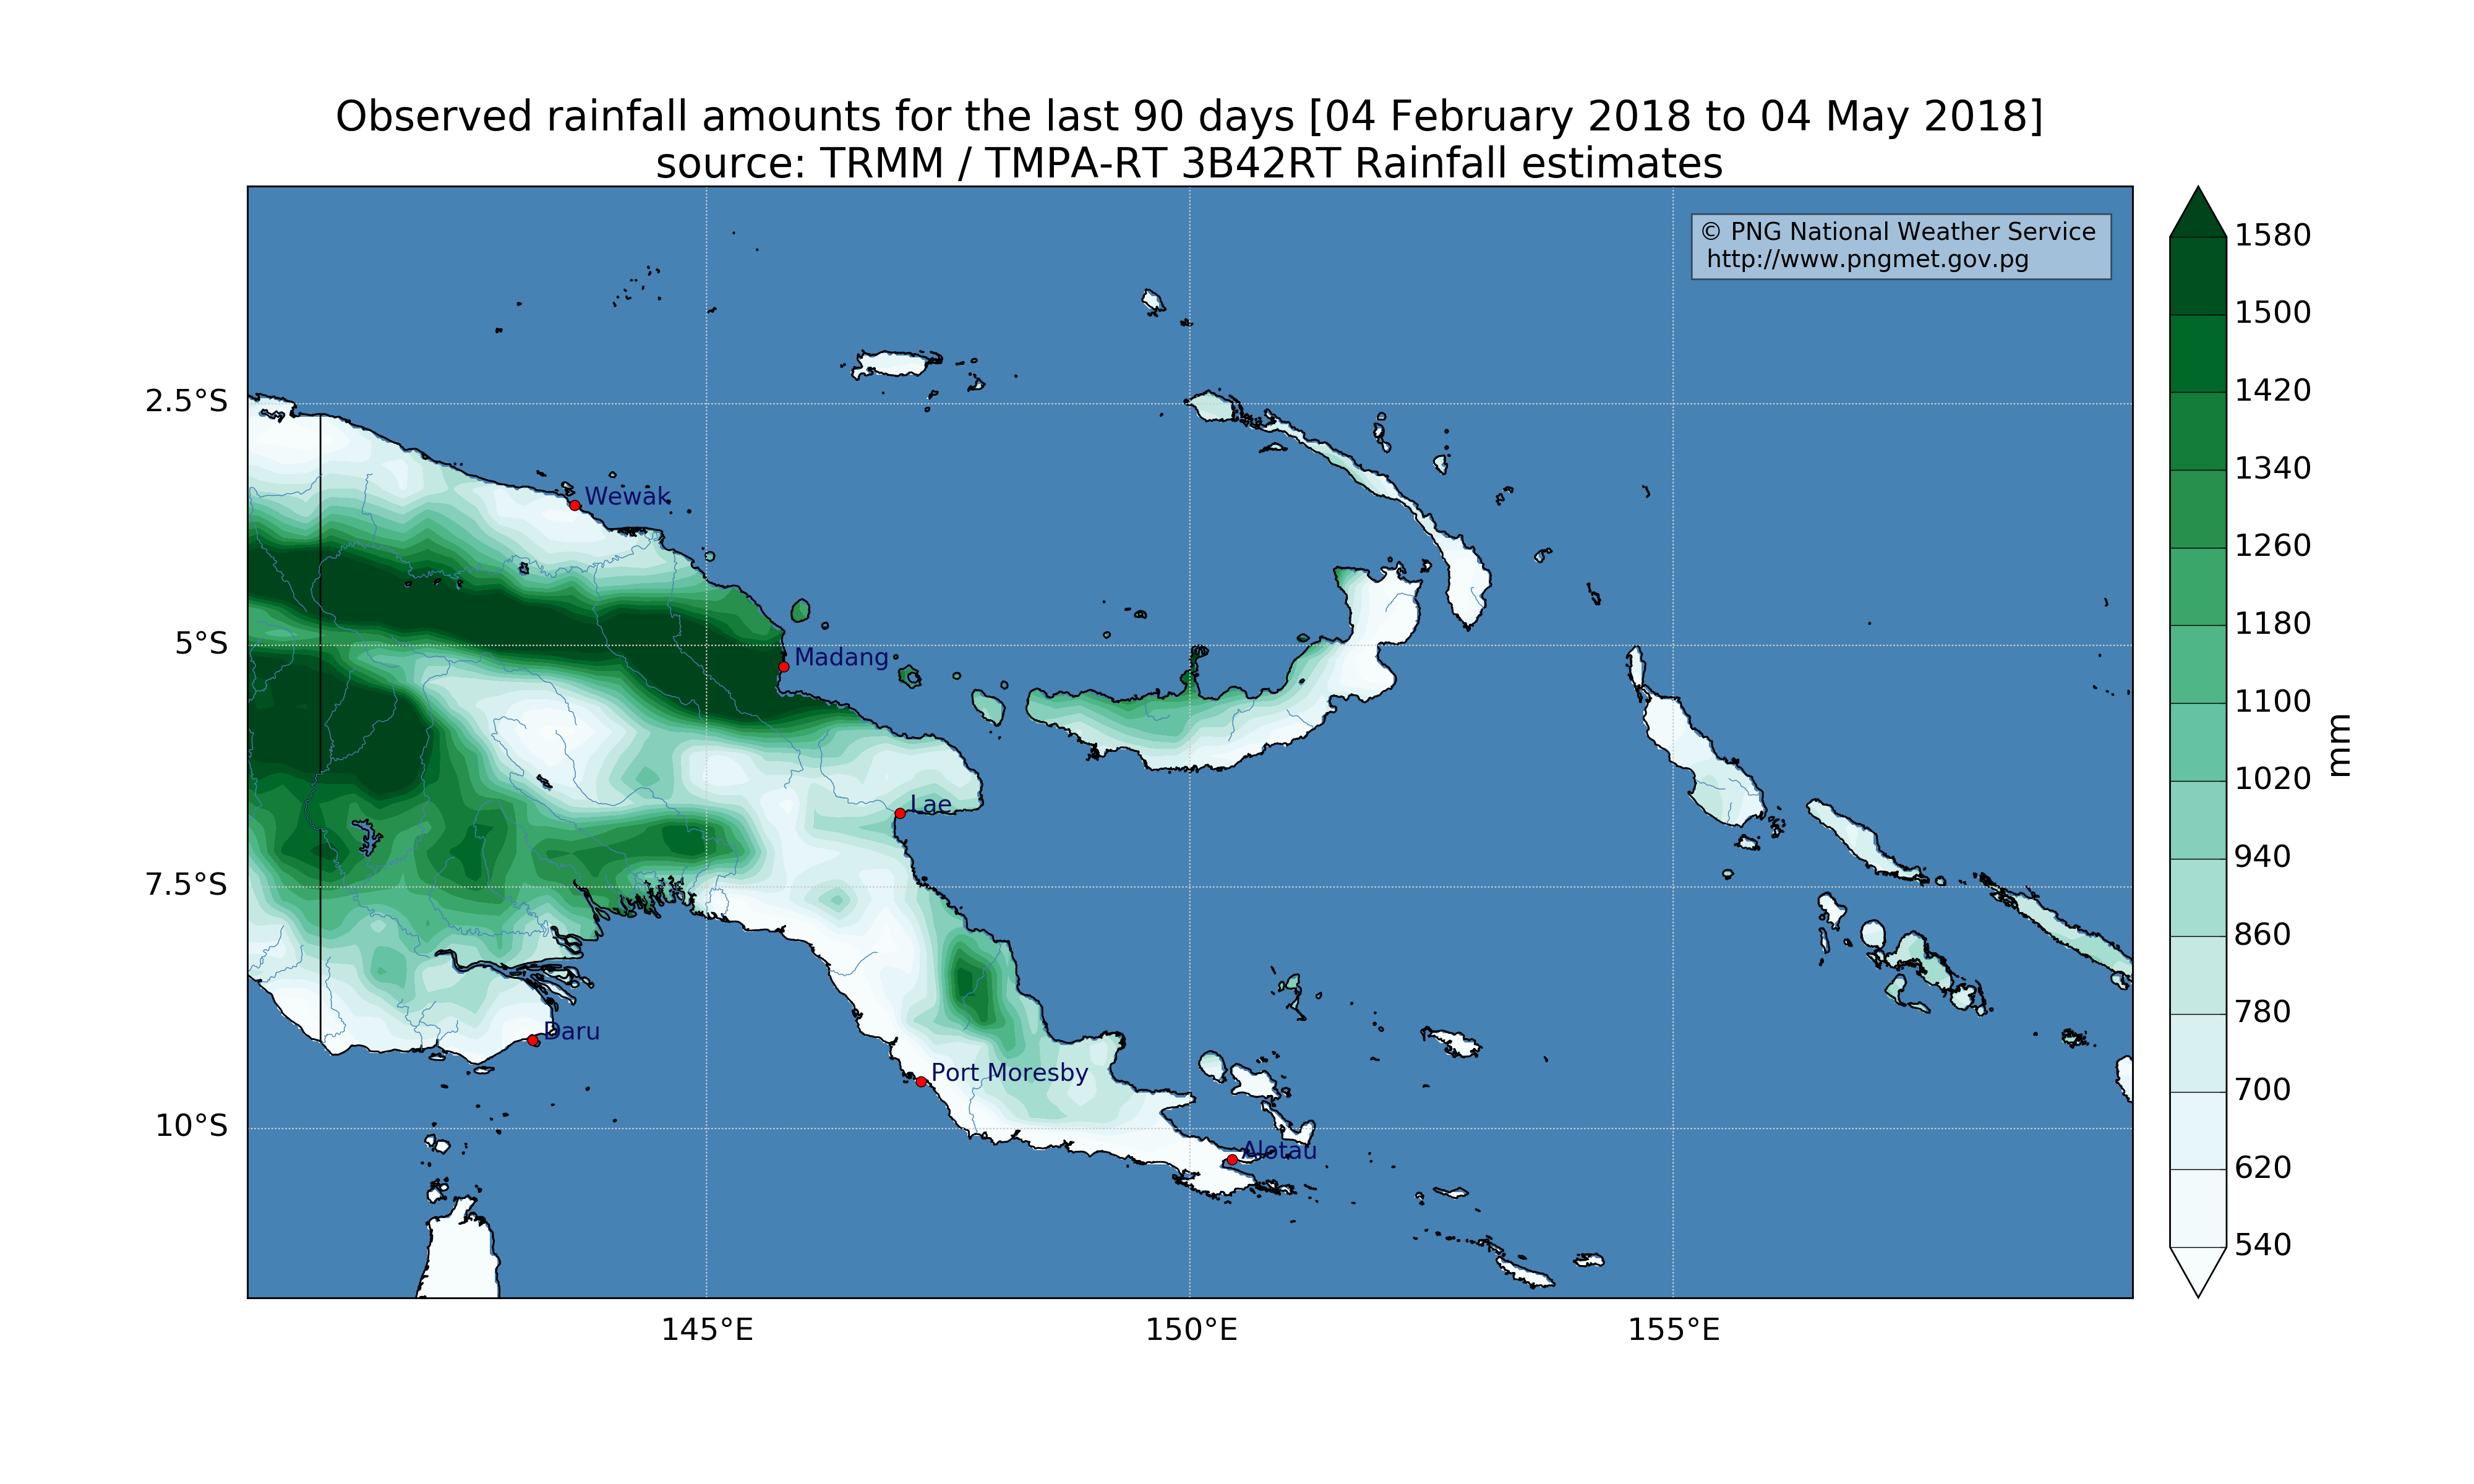 Observed rainfall amounts for the last 90 days [04 February 2018 to 04 May 2018]
source: TRMM / TMPA-RT 3B42RT Rainfall estimates
© PNG National Weather Service
http://www.pngmet.gov.pg
1580
1500
1420
1340
1260
1180
1100
1020
940
860
780
700
620
540
mm
2.5°S
5°S
7.5°S
10°S
Wewak
Madang
Lae
Daru
Port Moresby
Alotau
145°E
150°E
155°E